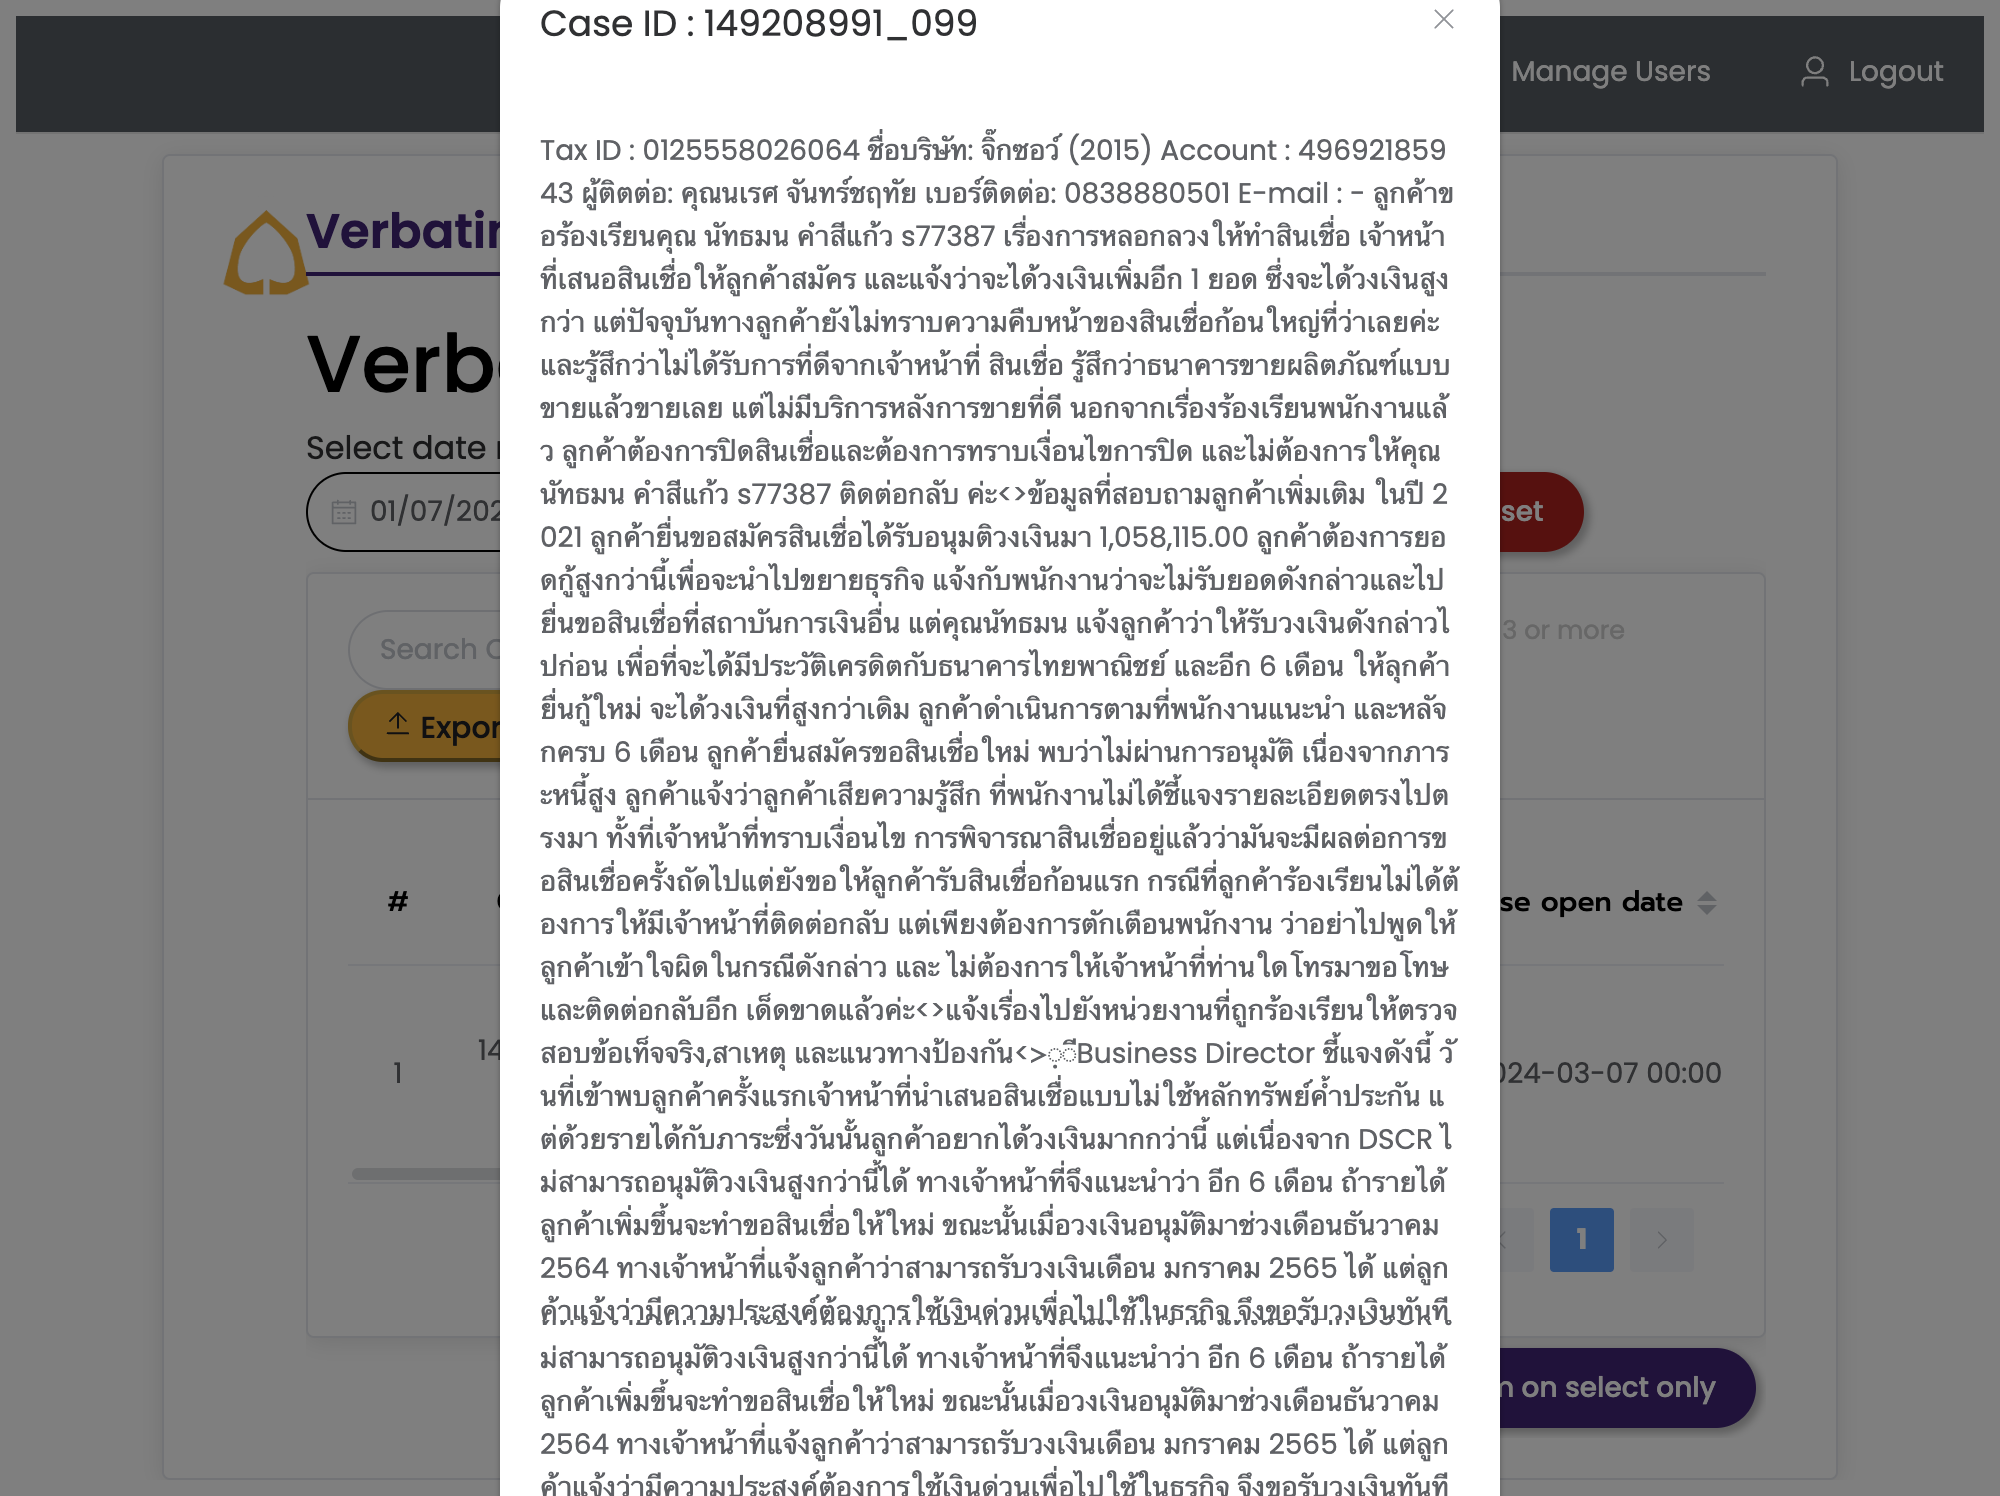 Case ID : 149208991_099
Manage Users
Logout
Tax ID : 0125558026064 ชื่อบริษัท: จิ๊กซอว์ (2015) Account : 496921859
43 ผู้ติตต่อ: คุณนเรศ จันทร์ชฤทัย เบอร์ติดต่อ: 0838880501 E-mail : - ลูกค้าข
อร้องเรียนคุณ นัทธมน คำสีแก้ว s77387 เรื่องการหลอกลวงให้ทำสินเชื่อ เจ้าหน้า
ที่เสนอสินเชื่อให้ลูกค้าสมัคร และแจ้งว่าจะได้วงเงินเพิ่มอีก 1 ยอด ซึ่งจะได้วงเงินสูง
กว่า แต่ปัจจุบันทางลูกค้ายังไม่ทราบความคืบหน้าของสินเชื่อก้อนใหญ่ที่ว่าเลยค่ะ
และรู้สึกว่าไม่ได้รับการที่ดีจากเจ้าหน้าที่ สินเชื่อ รู้สึกว่าธนาคารขายผลิตภัณฑ์แบบ
ขายแล้วขายเลย แต่ไม่มีบริการหลังการขายที่ดี นอกจากเรื่องร้องเรียนพนักงานแล้
ว ลูกค้าต้องการปิดสินเชื่อและต้องการทราบเงื่อนไขการปิด และไม่ต้องการให้คุณ
นัทธมน คำสีแก้ว s77387 ติดต่อกลับ ค่ะ<>ข้อมูลที่สอบถามลูกค้าเพิ่มเติม ในปี 2
021 ลูกค้ายื่นขอสมัครสินเชื่อได้รับอนุมติวงเงินมา 1,058,115.00 ลูกค้าต้องการยอ
ดกู้สูงกว่านี้เพื่อจะนำไปขยายธุรกิจ แจ้งกับพนักงานว่าจะไม่รับยอดดังกล่าวและไป
ยื่นขอสินเชื่อที่สถาบันการเงินอื่น แต่คุณนัทธมน แจ้งลูกค้าว่าให้รับวงเงินดังกล่าวไ
ปก่อน เพื่อที่จะได้มีประวัติเครดิตกับธนาคารไทยพาณิชย์ และอีก 6 เดือน ให้ลุกค้า
ยื่นกู้ใหม่ จะได้วงเงินที่สูงกว่าเดิม ลูกค้าดำเนินการตามที่พนักงานแนะนำ และหลัจ
กครบ 6 เดือน ลูกค้ายื่นสมัครขอสินเชื่อใหม่ พบว่าไม่ผ่านการอนุมัติ เนื่องจากภาร
ะหนี้สูง ลูกค้าแจ้งว่าลูกค้าเสียความรู้สึก ที่พนักงานไม่ได้ชี้แจงรายละเอียดตรงไปต
รงมา ทั้งที่เจ้าหน้าที่ทราบเงื่อนไข การพิจารณาสินเชื่ออยู่แล้วว่ามันจะมีผลต่อการข
อสินเชื่อครั้งถัดไปแต่ยังขอให้ลูกค้ารับสินเชื่อก้อนแรก กรณีที่ลูกค้าร้องเรียนไม่ได้ต้
องการให้มีเจ้าหน้าที่ติดต่อกลับ แต่เพียงต้องการตักเตือนพนักงาน ว่าอย่าไปพูดให้
ลูกค้าเข้าใจผิดในกรณีดังกล่าว และ ไม่ต้องการให้เจ้าหน้าที่ท่านใดโทรมาขอโทษ
และติดต่อกลับอีก เด็ดขาดแล้วค่ะ<>แจ้งเรื่องไปยังหน่วยงานที่ถูกร้องเรียนให้ตรวจ
สอบข้อเท็จจริง,สาเหตุ และแนวทางป้องกัน<>ฺีBusiness Director ชี้แจงดังนี้ วั
นที่เข้าพบลูกค้าครั้งแรกเจ้าหน้าที่นำเสนอสินเชื่อแบบไม่ใช้หลักทรัพย์ค้ำประกัน แ
ต่ด้วยรายได้กับภาระซึ่งวันนั้นลูกค้าอยากได้วงเงินมากกว่านี้ แต่เนื่องจาก DSCR ไ
ม่สามารถอนุมัติวงเงินสูงกว่านี้ได้ ทางเจ้าหน้าที่จึงแนะนำว่า อีก 6 เดือน ถ้ารายได้
ลูกค้าเพิ่มขึ้นจะทำขอสินเชื่อให้ใหม่ ขณะนั้นเมื่อวงเงินอนุมัติมาช่วงเดือนธันวาคม
2564 ทางเจ้าหน้าที่แจ้งลูกค้าว่าสามารถรับวงเงินเดือน มกราคม 2565 ได้ แต่ลูก
ค้าแจ้งว่ามีความประสงค์ต้องการใช้เงินด่วนเพื่อไปใช้ในธุรกิจ จึงขอรับวงเงินทันที
ม่สามารถอนุมัติวงเงินสูงกว่านี้ได้ ทางเจ้าหน้าที่จึงแนะนำว่า อีก 6 เดือน ถ้ารายได้
ลูกค้าเพิ่มขึ้นจะทำขอสินเชื่อให้ใหม่ ขณะนั้นเมื่อวงเงินอนุมัติมาช่วงเดือนธันวาคม
2564 ทางเจ้าหน้าที่แจ้งลูกค้าว่าสามารถรับวงเงินเดือน มกราคม 2565 ได้ แต่ลูก
ค้าแจ้งว่ามีความประสงค์ต้องการใช้เงินด่วนเพื่อไปใช้ในธุรกิจ จึงขอรับวงเงินทันที
Verbati
Verb
Select date
01/07/202
set
Search
3 or more
Expor
#
se open date
1
14
024-03-07 00:00
1
n on select only